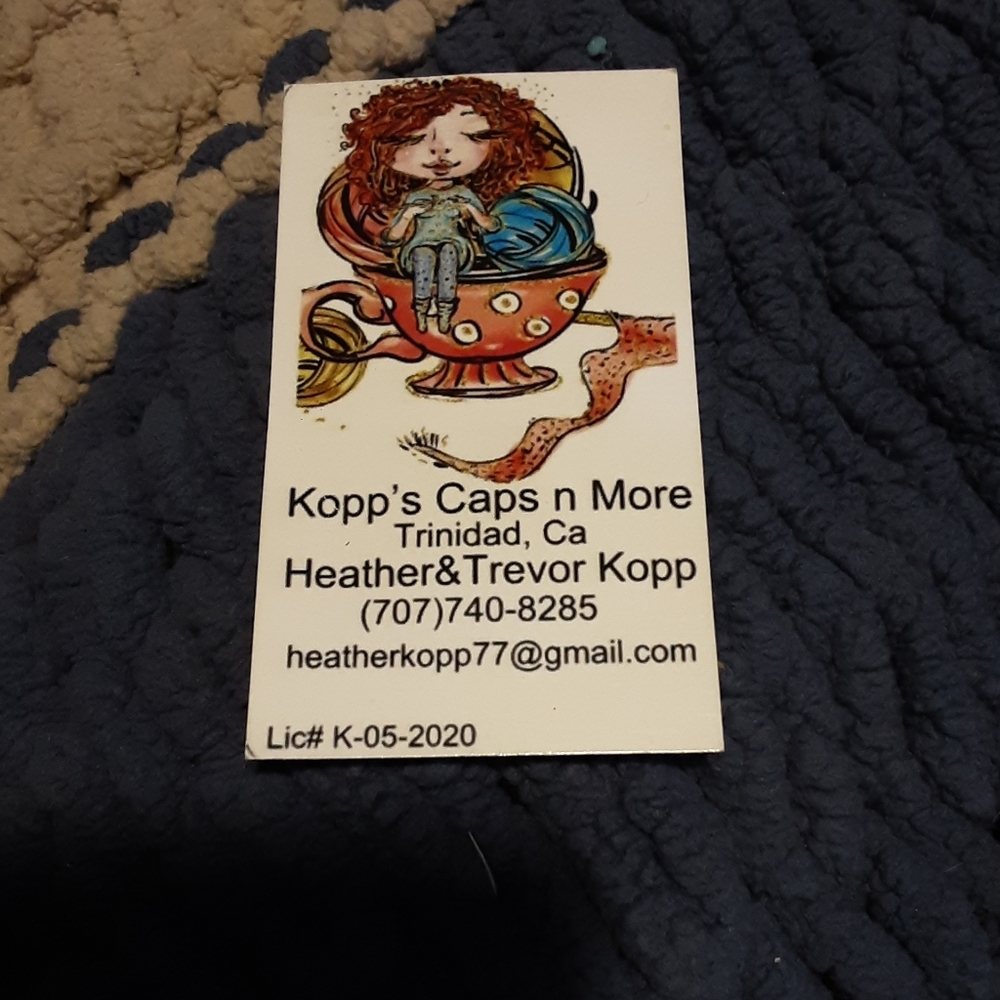 Kopp's Caps n More
Trinidad, Ca
Heather&Trevor Kopp
(707)740-8285
heatherkopp77@gmail.com
Lic# K-05-2020